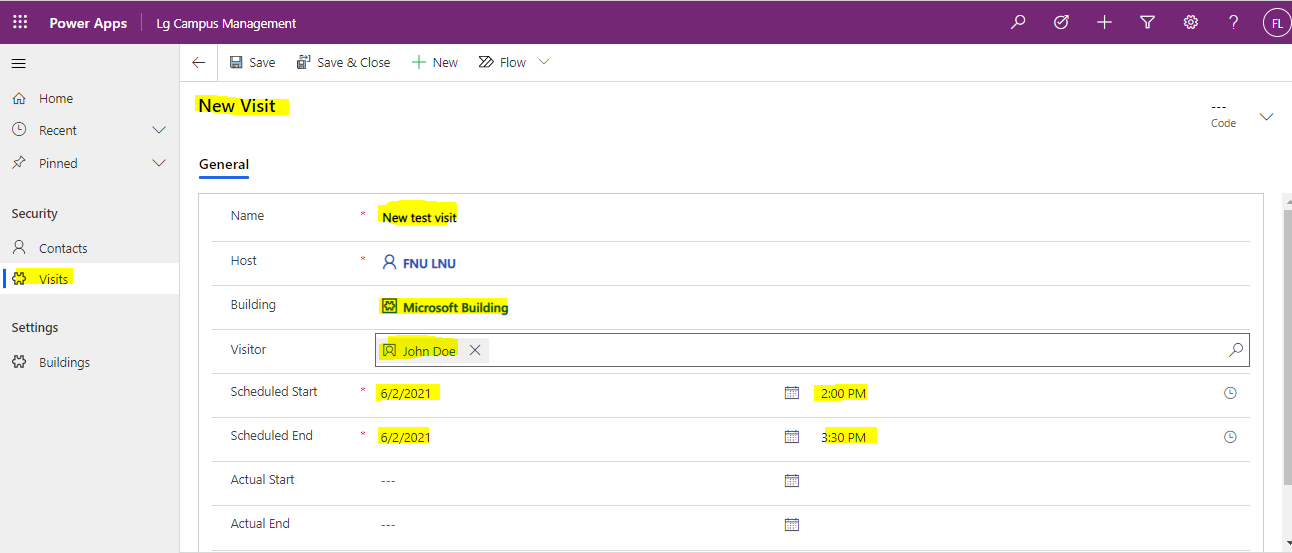 Power Apps Lg Campus Management FL
Save Save & Close New Flow
Home
Recent
Pinned
Security
Contacts
Visits
Settings
Buildings
New Visit
---
Code
General
Name * New test visit
Host * FNU LNU
Building Microsoft Building
Visitor John Doe
Scheduled Start * 6/2/2021 2:00 PM
Scheduled End * 6/2/2021 3:30 PM
Actual Start ---
Actual End ---